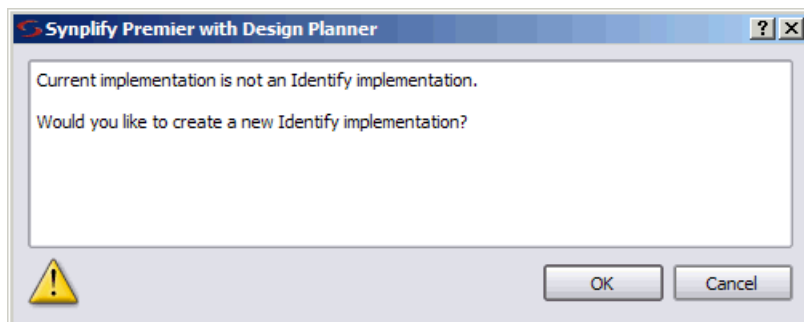 Synplify Premier with Design Planner
Current implementation is not an Identify implementation.
Would you like to create a new Identify implementation?
OK
Cancel